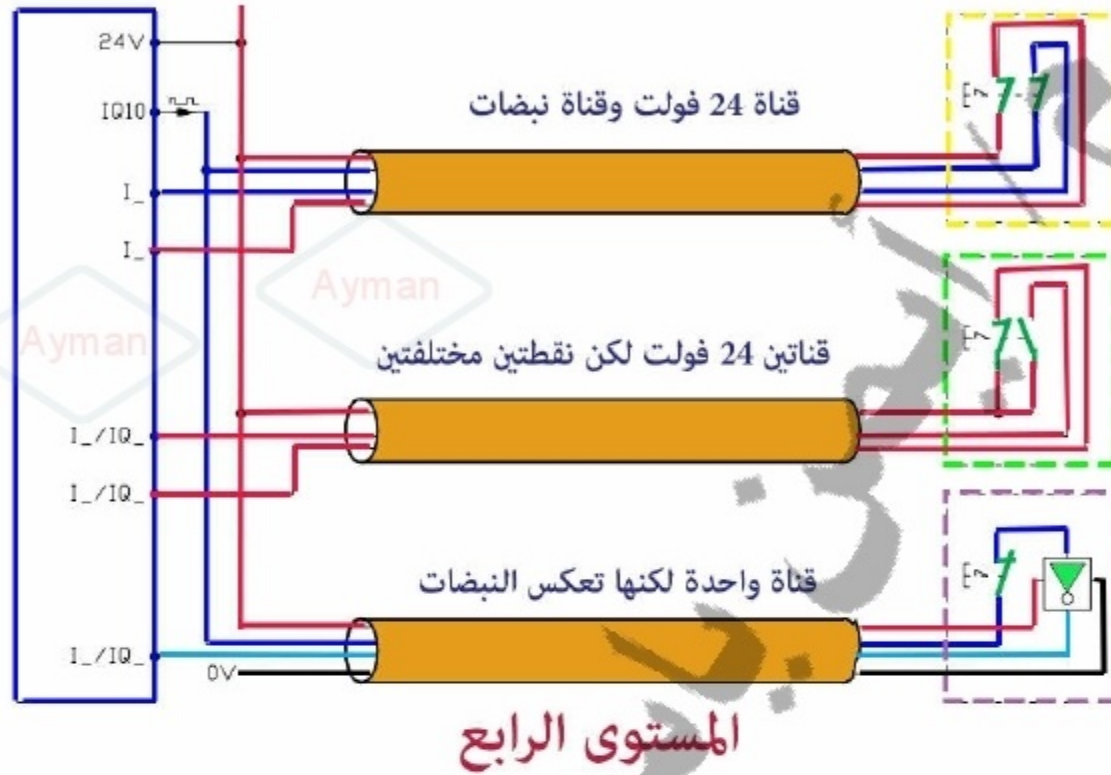 24V
IQ10
قناة 24 فولت وقناة نبضات
I_
I_
Ayman
Ayman
قناتين 24 فولت لكن نقطتين مختلفتين
I_/IQ_
I_/IQ_
قناة واحدة لكنها تعكس النبضات
I_/IQ_
0V
المستوى الرابع